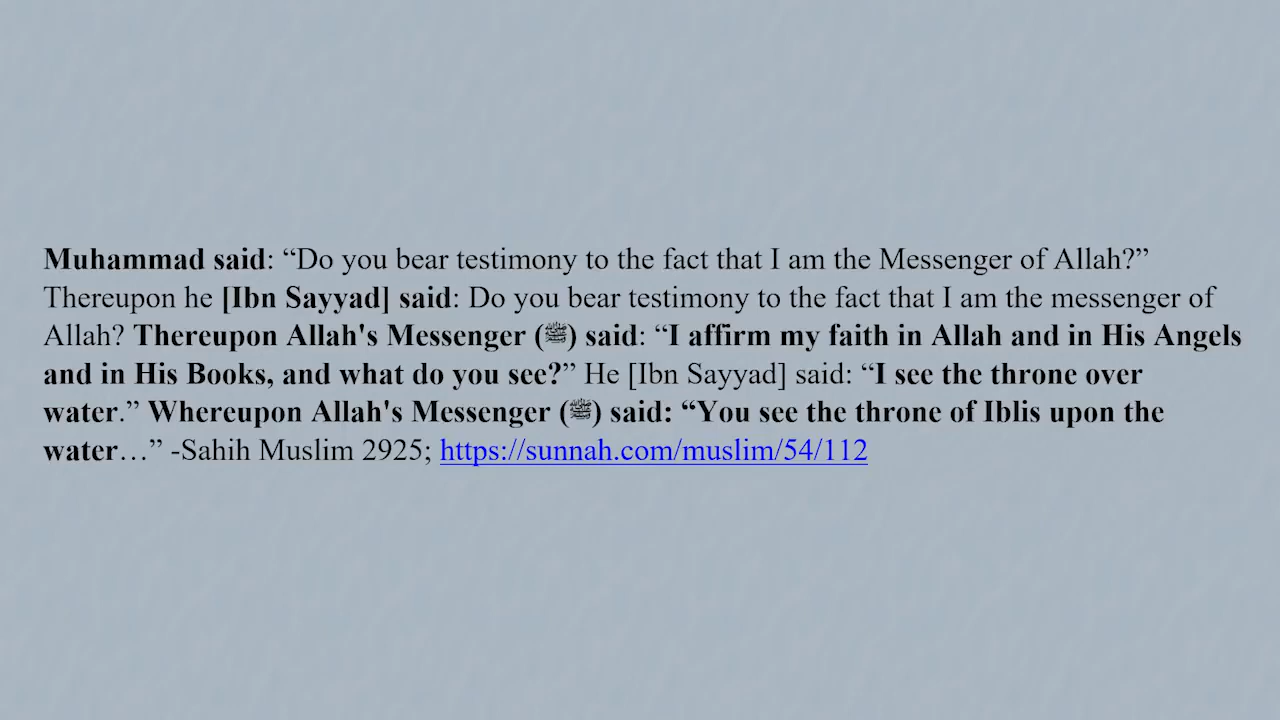 Muhammad said: “Do you bear testimony to the fact that I am the Messenger of Allah?”
Thereupon he [Ibn Sayyad] said: Do you bear testimony to the fact that I am the messenger of
Allah? Thereupon Allah's Messenger (ﷺ) said: “I affirm my faith in Allah and in His Angels
and in His Books, and what do you see?” He [Ibn Sayyad] said: “I see the throne over
water.” Whereupon Allah's Messenger (ﷺ) said: “You see the throne of Iblis upon the
water…” -Sahih Muslim 2925; https://sunnah.com/muslim/54/112